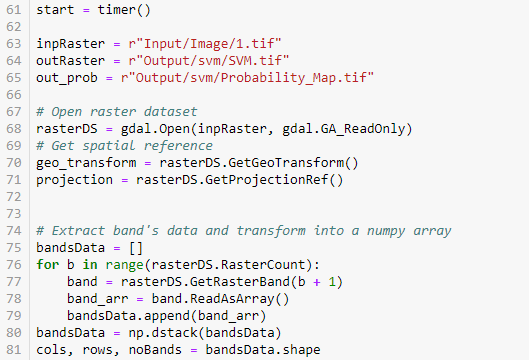 61 start = timer()
62
63 inpRaster = r"Input/Image/1.tif"
64 outRaster = r"Output/svm/SVM.tif"
65 out_prob = r"Output/svm/Probability_Map.tif"
66
67 # Open raster dataset
68 rasterDS = gdal.Open(inpRaster, gdal.GA_ReadOnly)
69 # Get spatial reference
70 geo_transform = rasterDS.GetGeoTransform()
71 projection = rasterDS.GetProjectionRef()
72
73
74 # Extract band's data and transform into a numpy array
75 bandsData = []
76 for b in range(rasterDS.RasterCount):
77     band = rasterDS.GetRasterBand(b + 1)
78     band_arr = band.ReadAsArray()
79     bandsData.append(band_arr)
80 bandsData = np.dstack(bandsData)
81 cols, rows, noBands = bandsData.shape